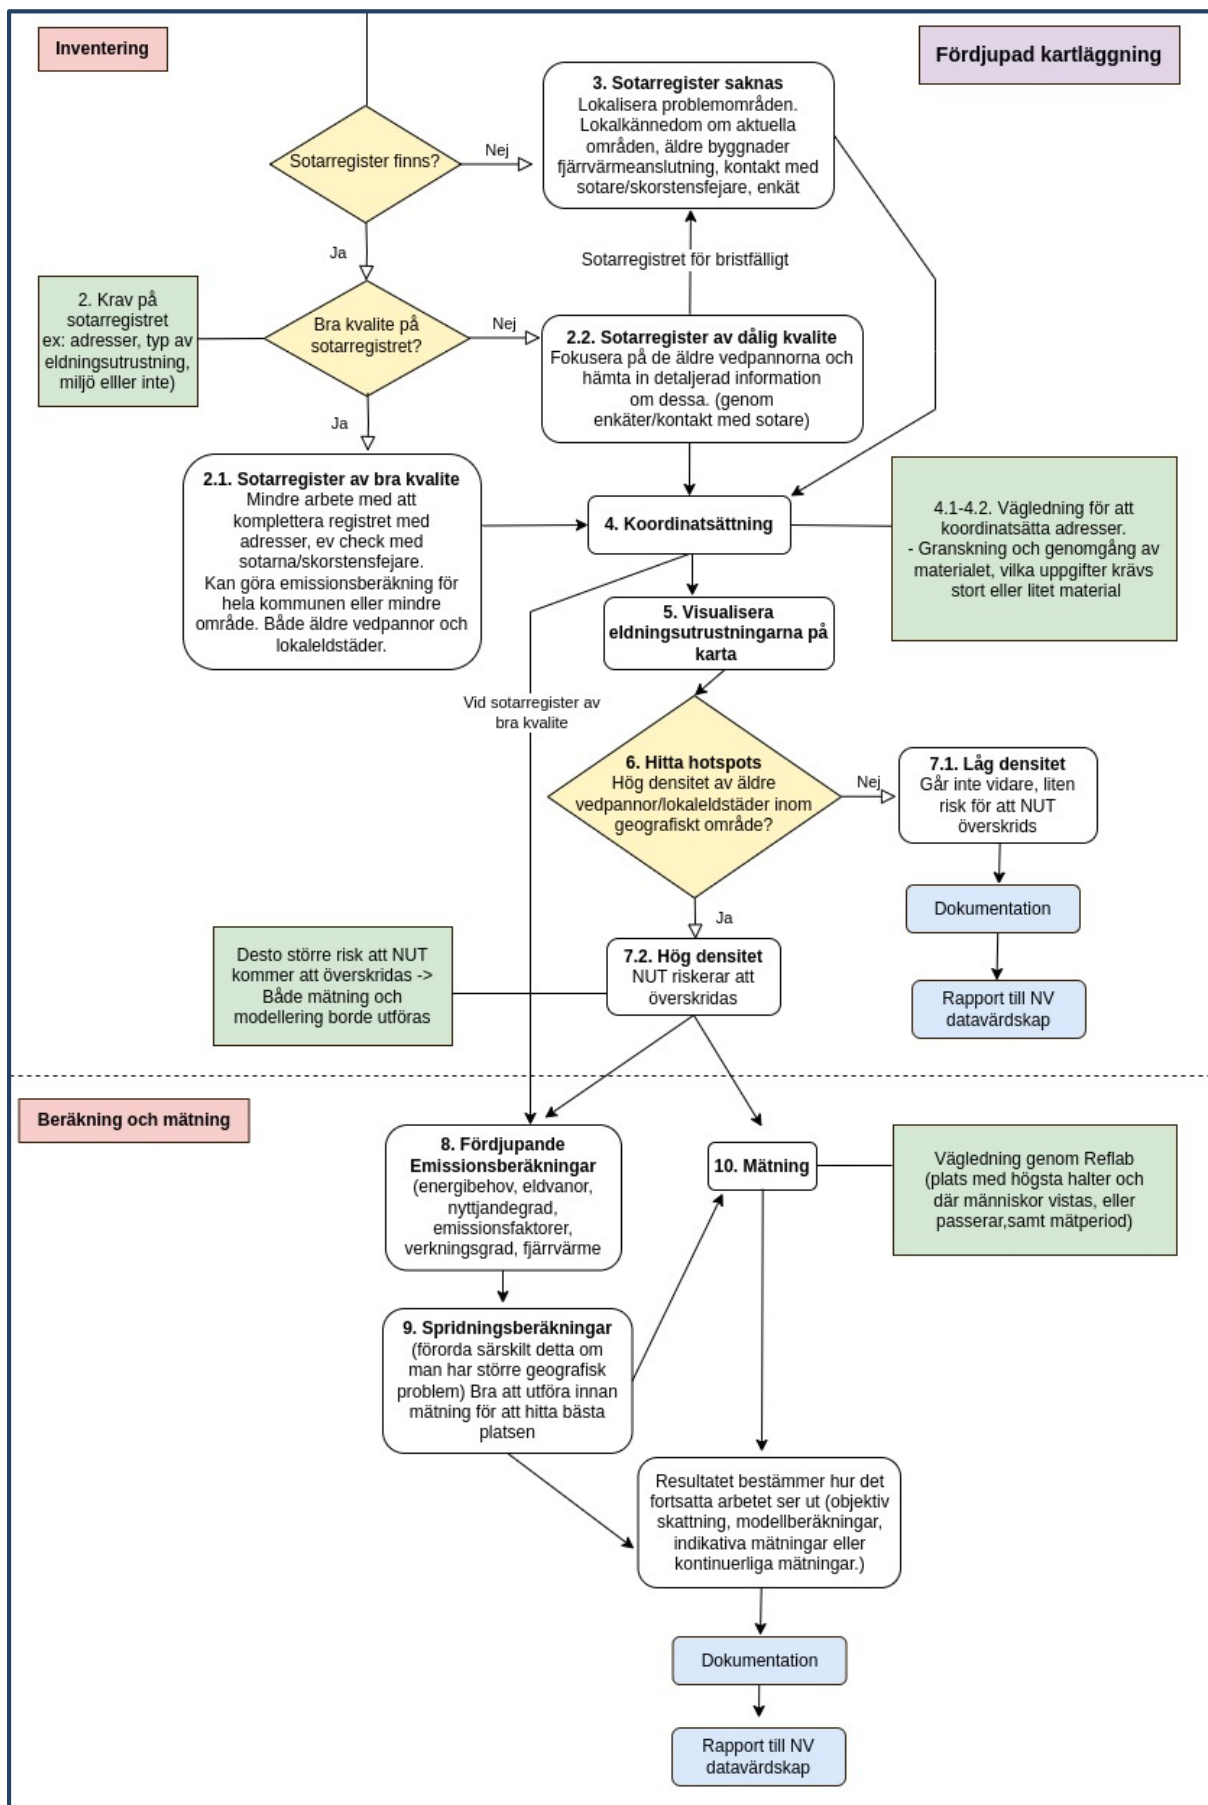 Inventering
Fördjupad kartläggning
3. Sotarregister saknas
Lokalisera problemområden.
Lokalkännedom om aktuella
områden, äldre byggnader
fjärrvärmeanslutning, kontakt med
sotare/skorstensfejare, enkät
Sotarregister finns?
Nej
Ja
Sotarregistret för bristfälligt
2. Krav på
sotarregistret
ex: adresser, typ av
eldningsutrustning,
miljö elller inte)
Bra kvalite på
sotarregistret?
Nej
2.2. Sotarregister av dålig kvalite
Fokusera på de äldre vedpannorna och
hämta in detaljerad information
om dessa. (genom
enkäter/kontakt med sotare)
Ja
2.1. Sotarregister av bra kvalite
Mindre arbete med att
komplettera registret med
adresser, ev check med
sotarna/skorstensfejare.
Kan göra emissionsberäkning för
hela kommunen eller mindre
område. Både äldre vedpannor och
lokaleldstäder.
4. Koordinatsättning
4.1-4.2. Vägledning för att
koordinatsätta adresser.
- Granskning och genomgång av
materialet, vilka uppgifter krävs
stort eller litet material
5. Visualisera
eldningsutrustningarna på
karta
Vid sotarregister av
bra kvalite
6. Hitta hotspots
Hög densitet av äldre
vedpannor/lokaleldstäder inom
geografiskt område?
Nej
7.1. Låg densitet
Går inte vidare, liten
risk för att NUT
överskrids
Dokumentation
Rapport till NV
datavärdskap
Ja
7.2. Hög densitet
NUT riskerar att
överskridas
Desto större risk att NUT
kommer att överskridas ->
Både mätning och
modellering borde utföras
Beräkning och mätning
8. Fördjupande
Emissionsberäkningar
(energibehov, eldvanor,
nyttjandegrad,
emissionsfaktorer,
verkningsgrad, fjärrvärme
10. Mätning
Vägledning genom Reflab
(plats med högsta halter och
där människor vistas, eller
passerar,samt mätperiod)
9. Spridningsberäkningar
(förorda särskilt detta om
man har större geografisk
problem) Bra att utföra innan
mätning för att hitta bästa
platsen
Resultatet bestämmer hur det
fortsatta arbetet ser ut (objektiv
skattning, modellberäkningar,
indikativa mätningar eller
kontinuerliga mätningar.)
Dokumentation
Rapport till NV
datavärdskap